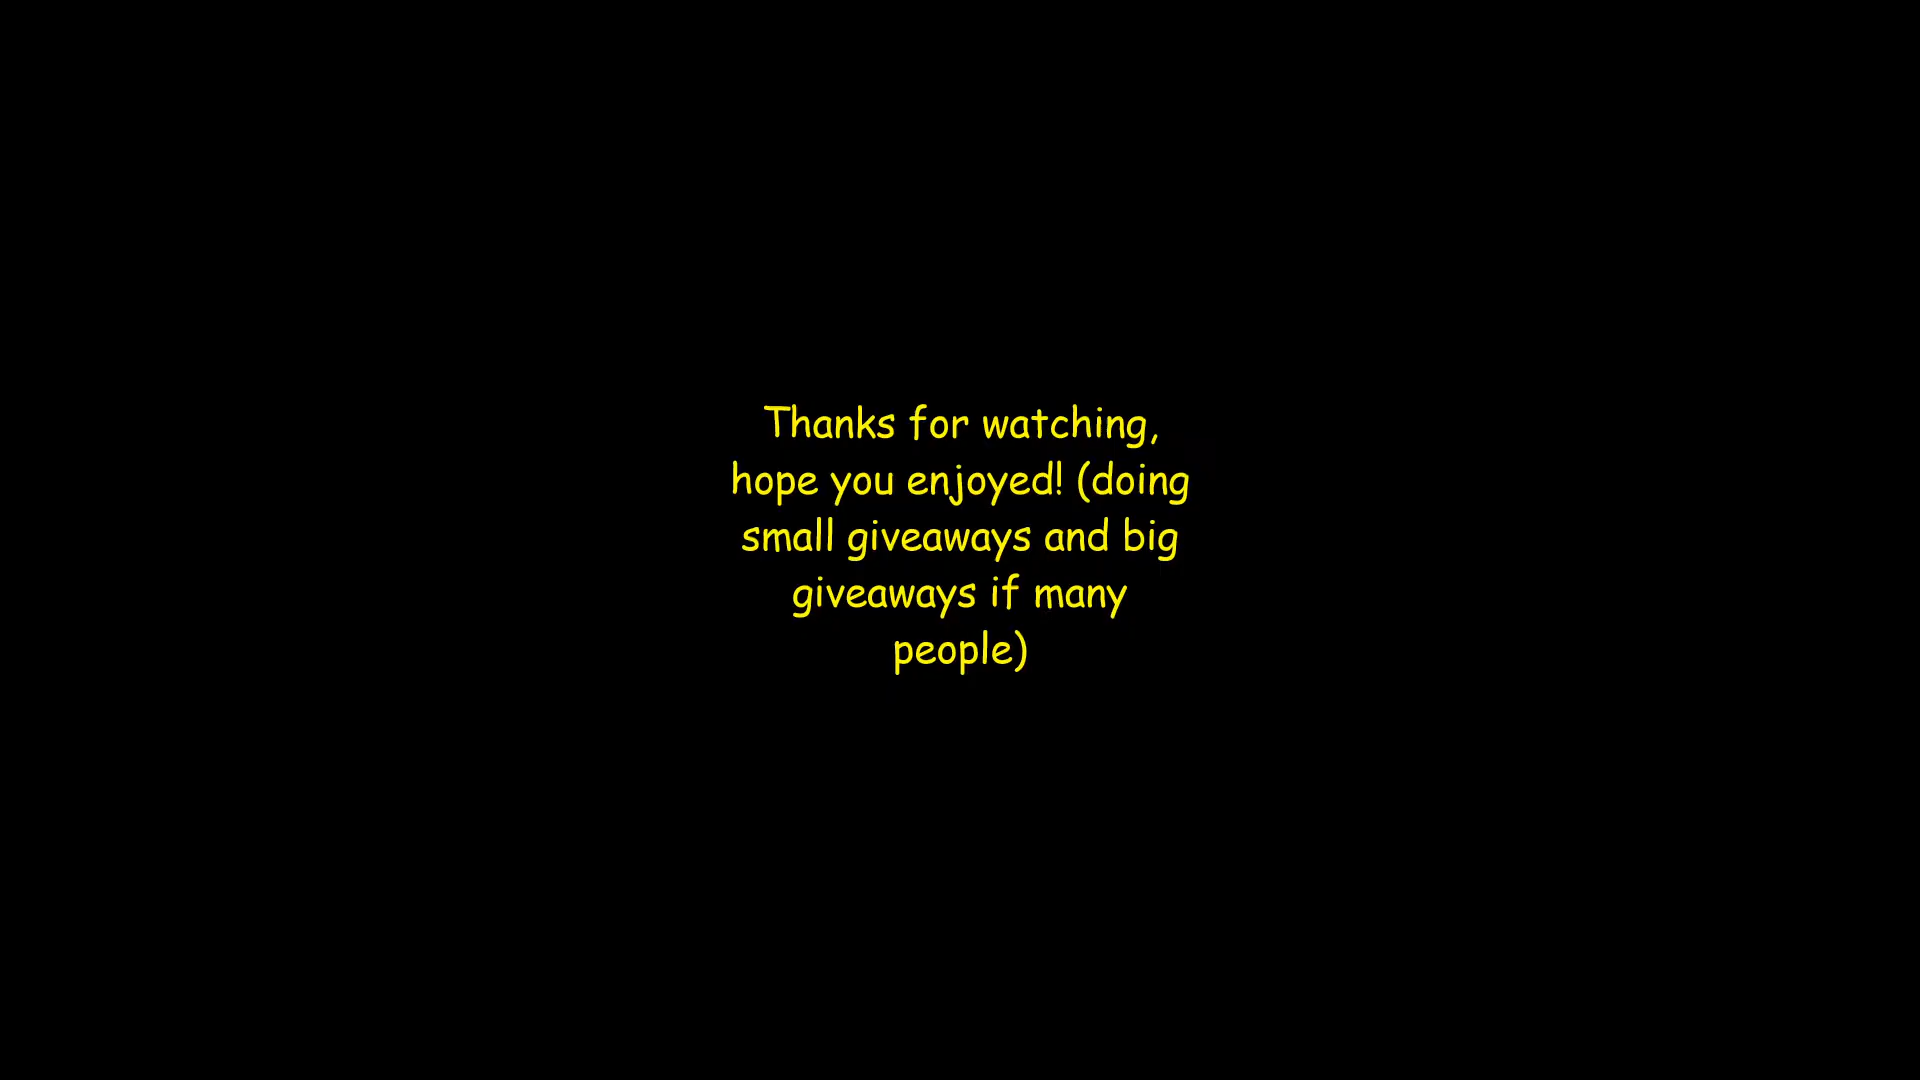 Thanks for watching,
hope you enjoyed! (doing
small giveaways and big
giveaways if many
people)